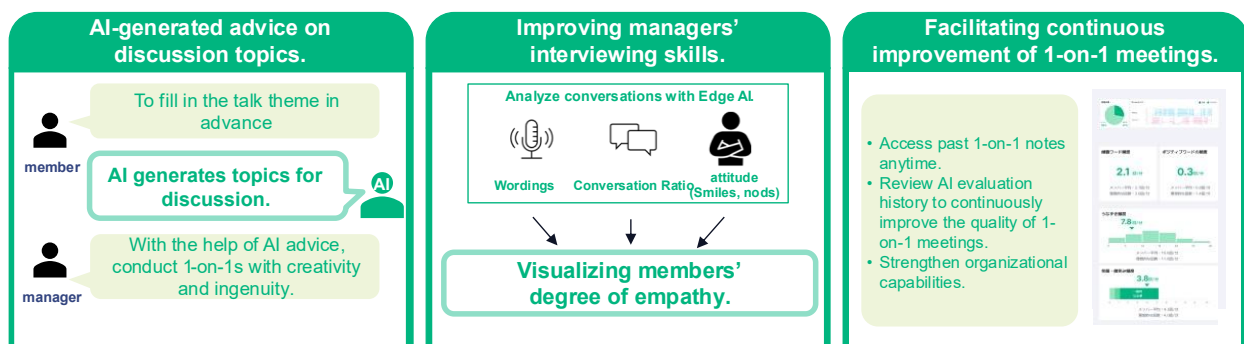 AI-generated advice on
discussion topics.
To fill in the talk theme in
advance
member
AI generates topics for
discussion.
AI
With the help of AI advice,
conduct 1-on-1s with creativity
and ingenuity.
manager
Improving managers'
interviewing skills.
Analyze conversations with Edge AI.
Wordings
Conversation Ratio
attitude
(Smiles, nods)
Visualizing members'
degree of empathy.
Facilitating continuous
improvement of 1-on-1 meetings.
• Access past 1-on-1 notes
anytime.
• Review AI evaluation
history to continuously
improve the quality of 1-
on-1 meetings.
• Strengthen organizational
capabilities.
2.1
0.3
7.8
3.8